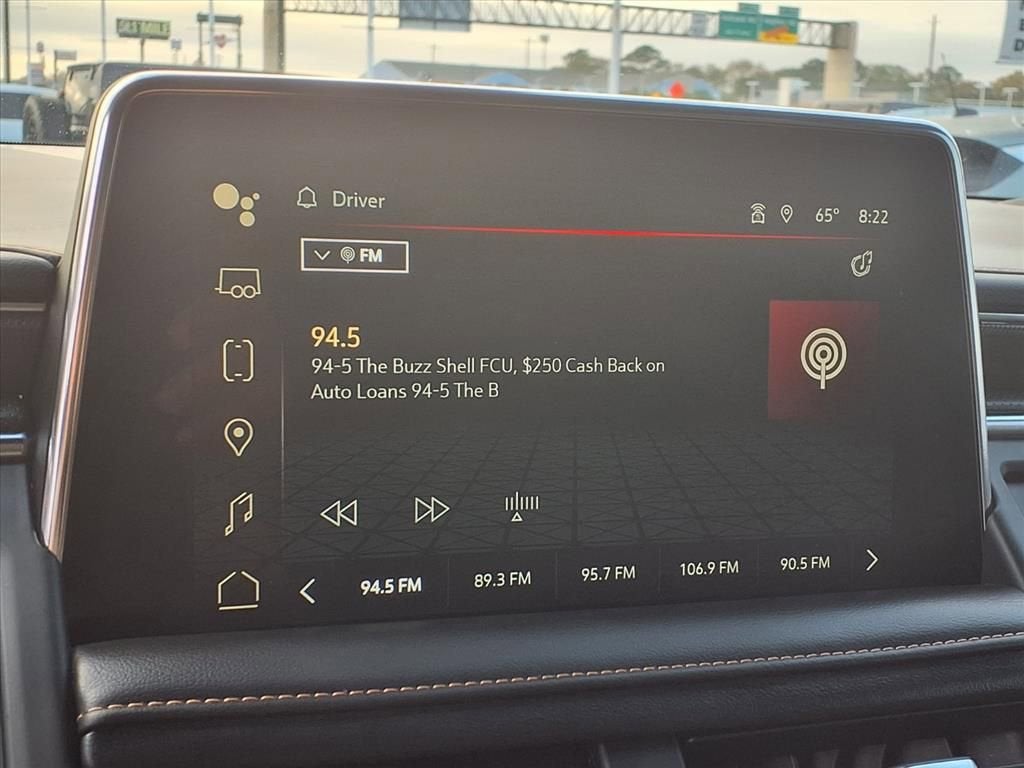 Driver
65° 8:22
FM
94.5
94-5 The Buzz Shell FCU, $250 Cash Back on
Auto Loans 94-5 The B
94.5 FM 89.3 FM 95.7 FM 106.9 FM 90.5 FM